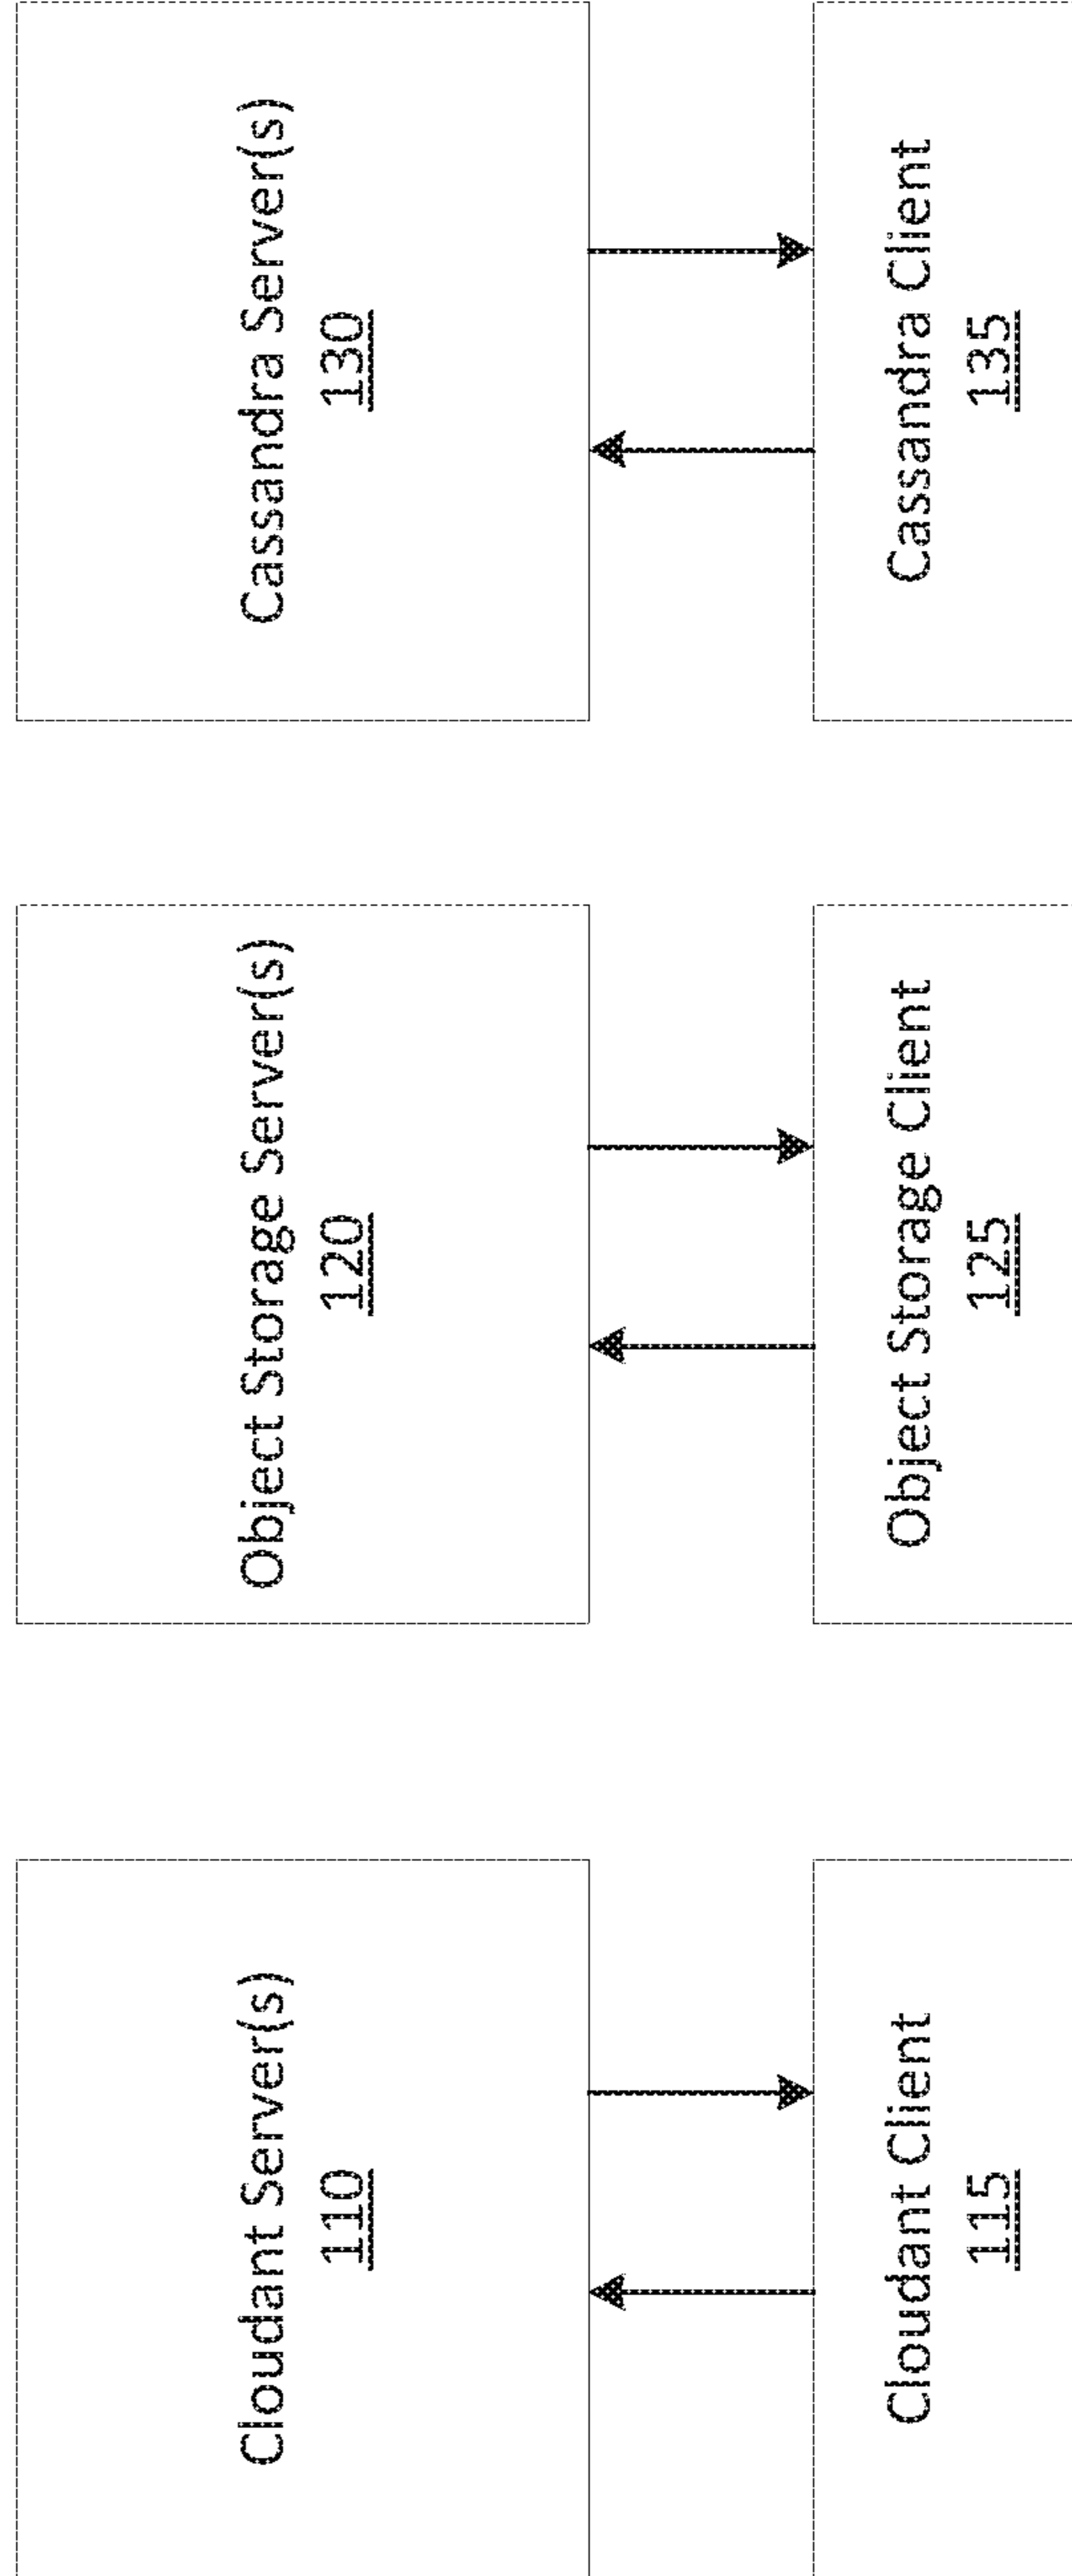 Cloudant Server(s)
110
Object Storage Server(s)
120
Cassandra Server(s)
130
Cloudant Client
115
Object Storage Client
125
Cassandra Client
135